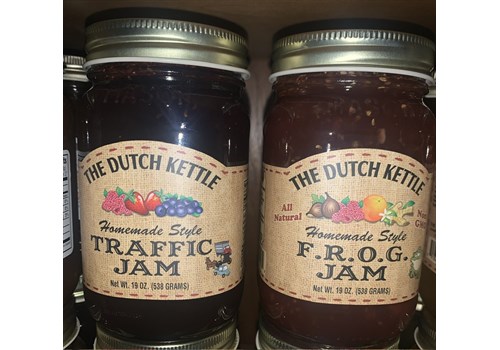 THE DUTCH KETTLE
Homemade Style
TRAFFIC
JAM
Net Wt. 19 OZ. (538 GRAMS)
THE DUTCH KETTLE
All
Natural
Homemade Style
F.R.O.G.
JAM
Net Wt. 19 OZ. (538 GRAMS)